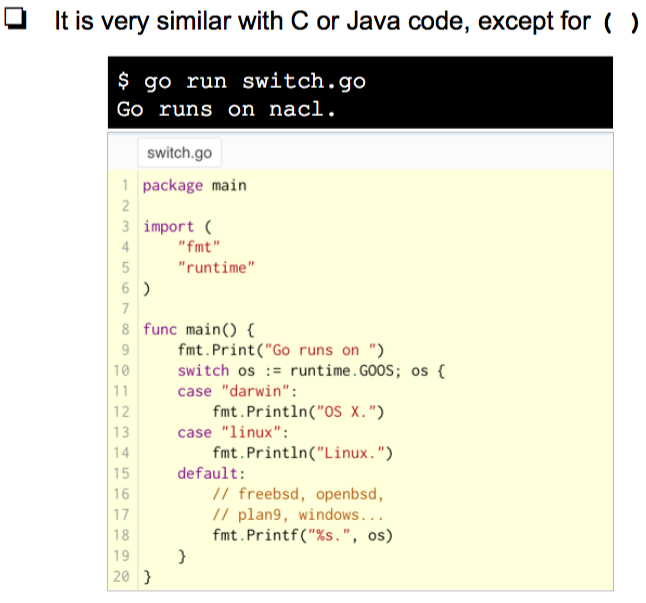 It is very similar with C or Java code, except for ( )
$ go run switch.go
Go runs on nacl.
switch.go
1 package main
2
3 import (
4     "fmt"
5     "runtime"
6 )
7
8 func main() {
9     fmt.Print("Go runs on ")
10     switch os := runtime.GOOS; os {
11     case "darwin":
12         fmt.Println("OS X.")
13     case "linux":
14         fmt.Println("Linux.")
15     default:
16         // freebsd, openbsd,
17         // plan9, windows...
18         fmt.Printf("%s.", os)
19     }
20 }